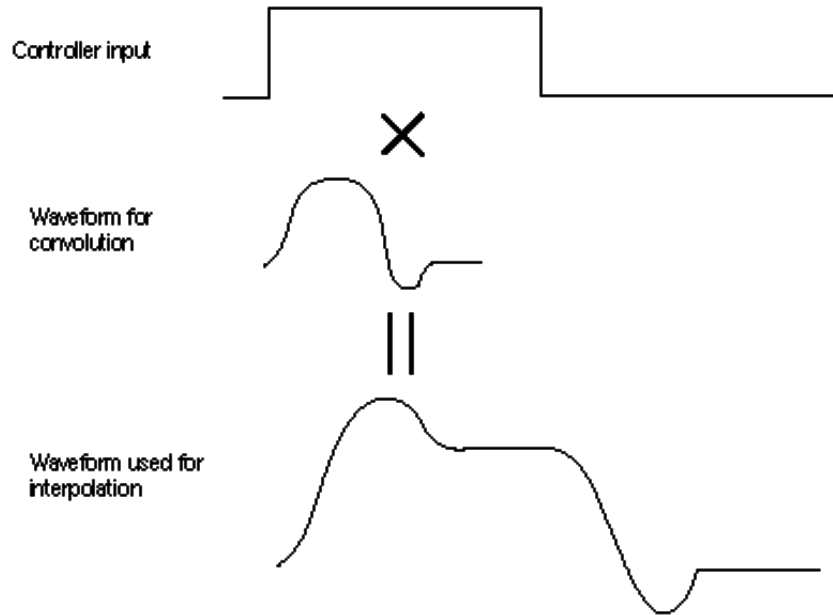 Controller input
Waveform for
convolution
Waveform used for
interpolation